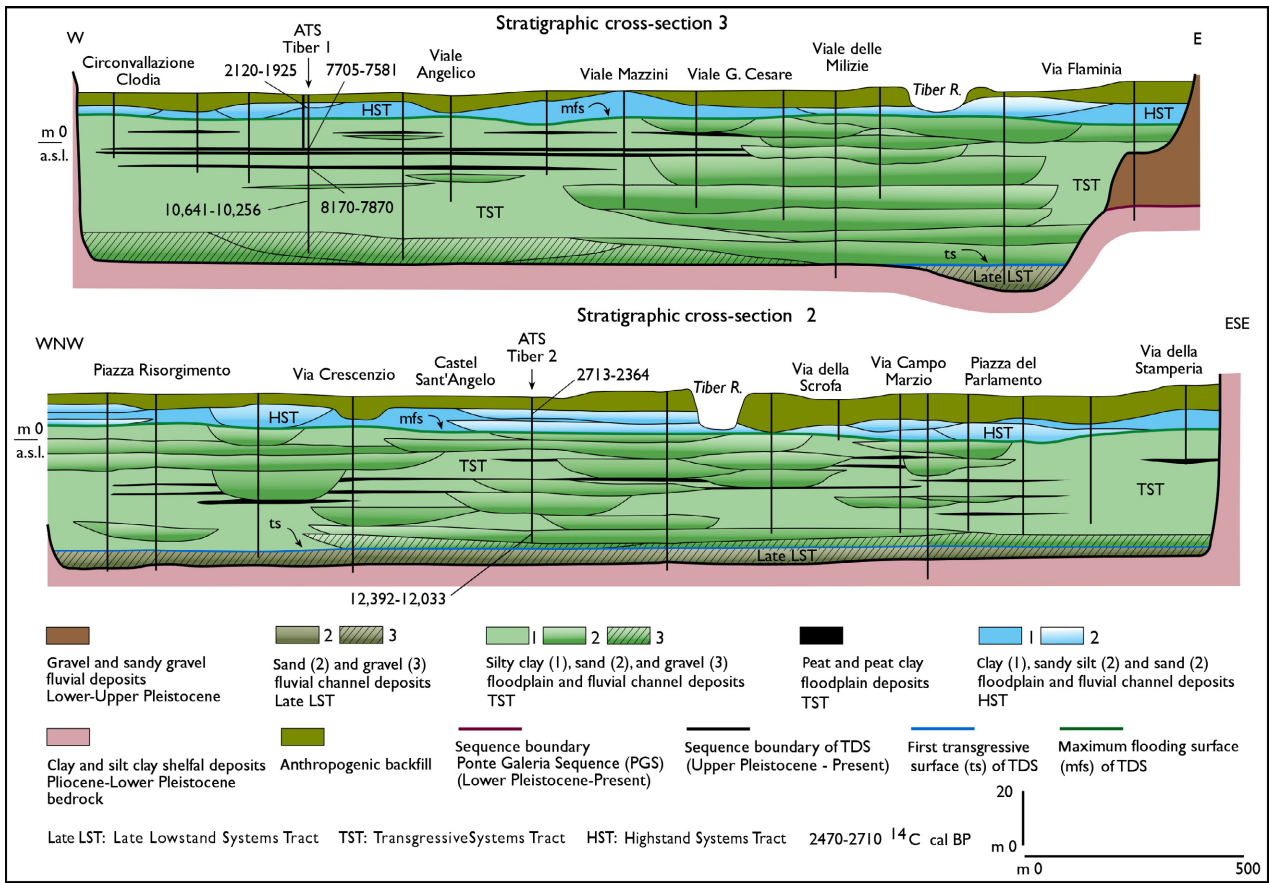 Stratigraphic cross-section 3
W
E
ATS
Tiber 1
Circonvallazione
Clodia
2120-1925
7705-7581
Viale
Angelico
Viale Mazzini
Viale G. Cesare
Viale delle
Milizie
Tiber R.
Via Flaminia
HST
mfs
HST
m 0
a.s.l.
10,641-10,256
8170-7870
TST
TST
ts
Late LST
Stratigraphic cross-section 2
WNW
ESE
Piazza Risorgimento
Via Crescenzio
Castel
Sant'Angelo
ATS
Tiber 2
2713-2364
Tiber R.
Via della
Scrofa
Via Campo
Marzio
Piazza del
Parlamento
Via della
Stamperia
m 0
a.s.l.
HST
mfs
HST
TST
TST
ts
Late LST
12,392-12,033
Gravel and sandy gravel
fluvial deposits
Lower-Upper Pleistocene
2 3
Sand (2) and gravel (3)
fluvial channel deposits
Late LST
1 2 3
Silty clay (1), sand (2), and gravel (3)
floodplain and fluvial channel deposits
TST
Peat and peat clay
floodplain deposits
TST
1 2
Clay (1), sandy silt (2) and sand (2)
floodplain and fluvial channel deposits
HST
Clay and silt clay shelfal deposits
Pliocene-Lower Pleistocene
bedrock
Anthropogenic backfill
Sequence boundary
Ponte Galeria Sequence (PGS)
(Lower Pleistocene-Present)
Sequence boundary of TDS
(Upper Pleistocene - Present)
First transgressive
surface (ts) of TDS
Maximum flooding surface
(mfs) of TDS
Late LST: Late Lowstand Systems Tract TST: TransgressiveSystems Tract HST: Highstand Systems Tract 2470-2710 14C cal BP
20
m 0
m 0 500